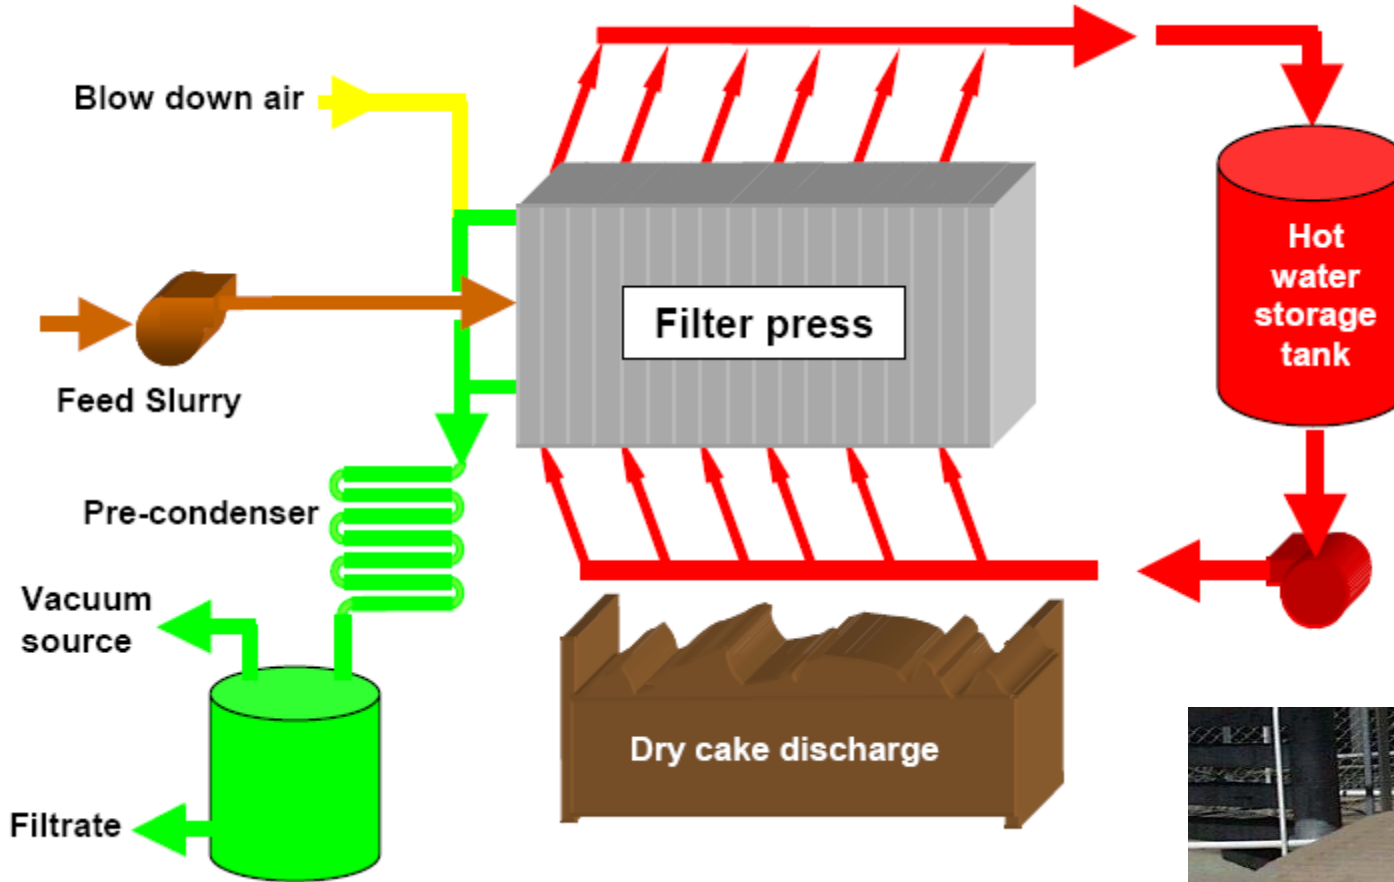 Blow down air
Hot
water
storage
tank
Filter press
Feed Slurry
Pre-condenser
Vacuum
source
Dry cake discharge
Filtrate